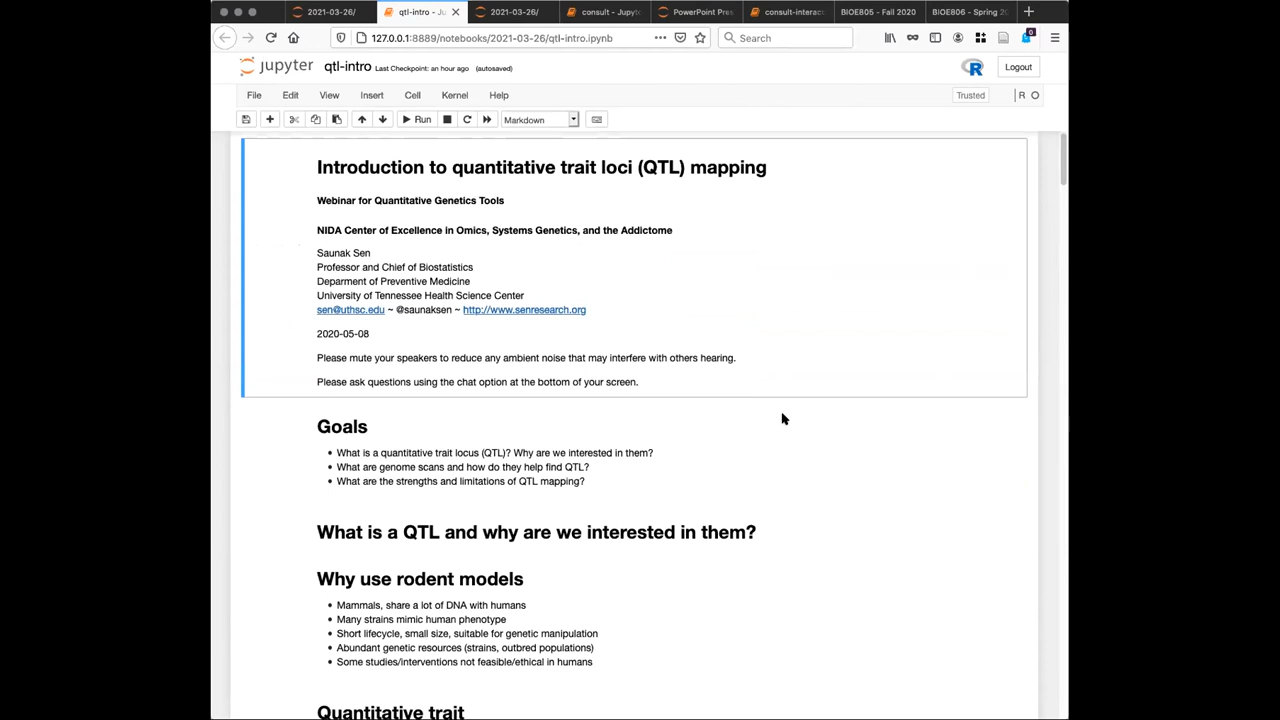 2021-03-26/
qtl-intro - Ju
2021-03-26/
consult - Jupyte
PowerPoint Pres
consult-interac
BIOE805 - Fall 2020
BIOE806 - Spring 20
127.0.0.1:8889/notebooks/2021-03-26/qtl-intro.ipynb
Search
0
jupyter qtl-intro Last Checkpoint: an hour ago (autosaved)
R
Logout
File Edit View Insert Cell Kernel Help
Trusted
R
Run
Markdown
Introduction to quantitative trait loci (QTL) mapping
Webinar for Quantitative Genetics Tools
NIDA Center of Excellence in Omics, Systems Genetics, and the Addictome
Saunak Sen
Professor and Chief of Biostatistics
Deparment of Preventive Medicine
University of Tennessee Health Science Center
sen@uthsc.edu ~ @saunaksen ~ http://www.senresearch.org
2020-05-08
Please mute your speakers to reduce any ambient noise that may interfere with others hearing.
Please ask questions using the chat option at the bottom of your screen.
Goals
• What is a quantitative trait locus (QTL)? Why are we interested in them?
• What are genome scans and how do they help find QTL?
• What are the strengths and limitations of QTL mapping?
What is a QTL and why are we interested in them?
Why use rodent models
• Mammals, share a lot of DNA with humans
• Many strains mimic human phenotype
• Short lifecycle, small size, suitable for genetic manipulation
• Abundant genetic resources (strains, outbred populations)
• Some studies/interventions not feasible/ethical in humans
Quantitative trait